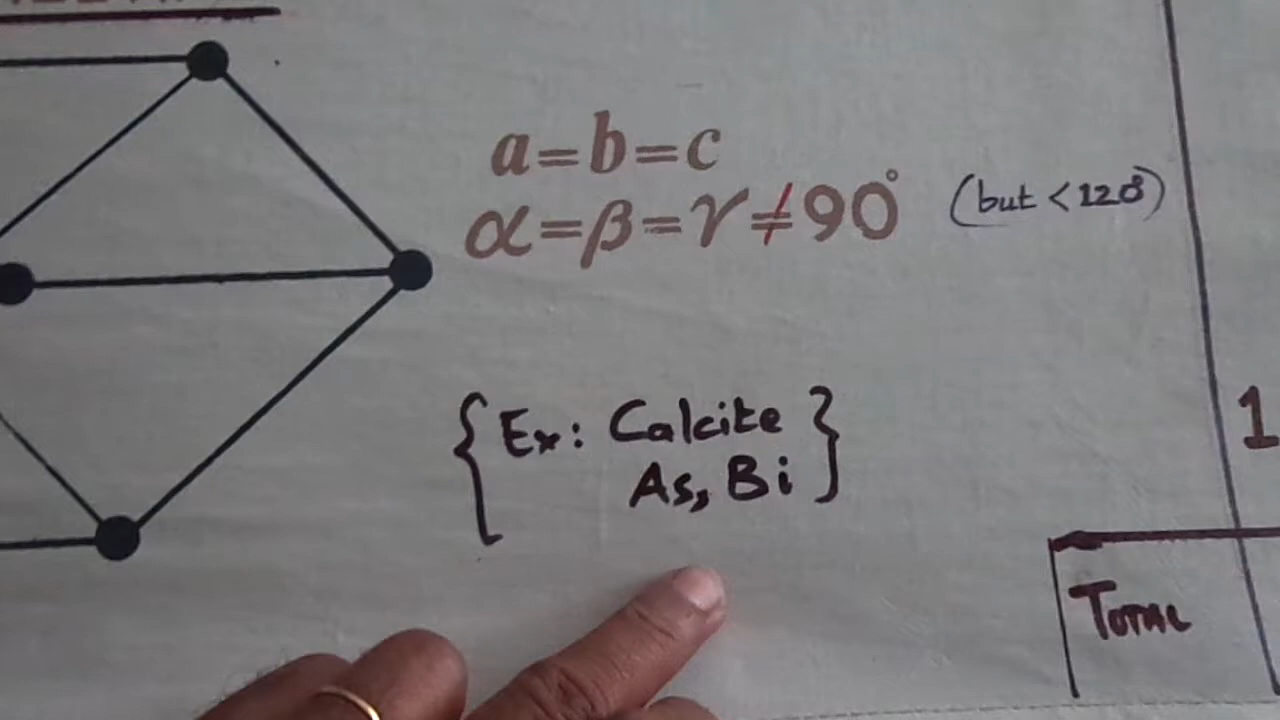 a=b=c
α=β=γ≠90° (but <120°)
{Ex: Calcite }
As, Bi
1
Total